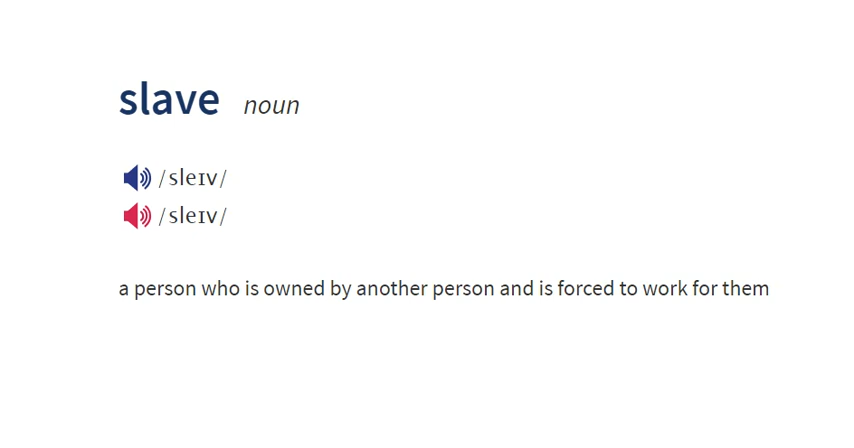 slave noun
/sleɪv/
/sleɪv/
a person who is owned by another person and is forced to work for them